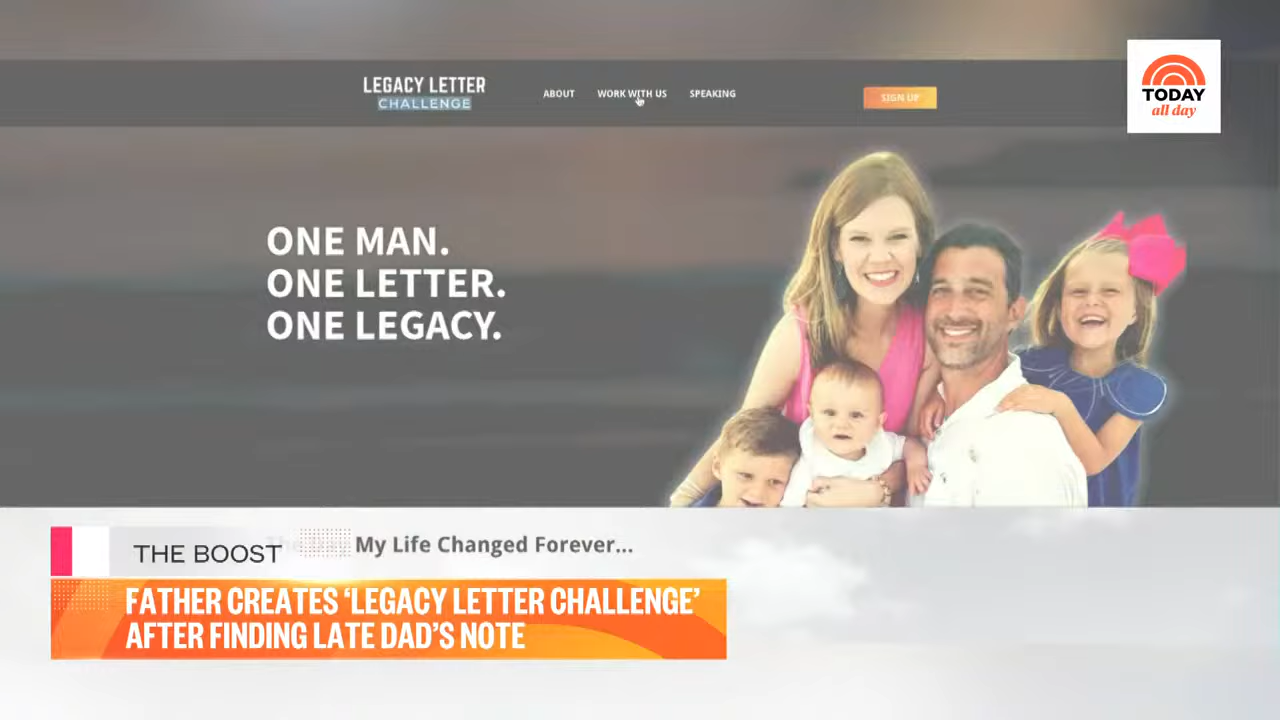 LEGACY LETTER
CHALLENGE
ABOUT
WORK WITH US
SPEAKING
SIGN UP
TODAY
all day
ONE MAN.
ONE LETTER.
ONE LEGACY.
My Life Changed Forever...
THE BOOST
FATHER CREATES ‘LEGACY LETTER CHALLENGE’
AFTER FINDING LATE DAD’S NOTE